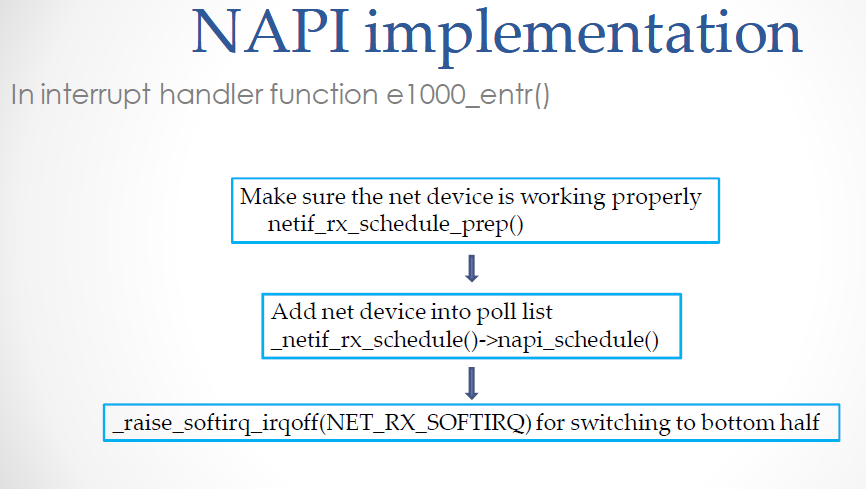 NAPI implementation
In interrupt handler function e1000_entr()
Make sure the net device is working properly
netif_rx_schedule_prep()
Add net device into poll list
_netif_rx_schedule()->napi_schedule()
_raise_softirq_irqoff(NET_RX_SOFTIRQ) for switching to bottom half